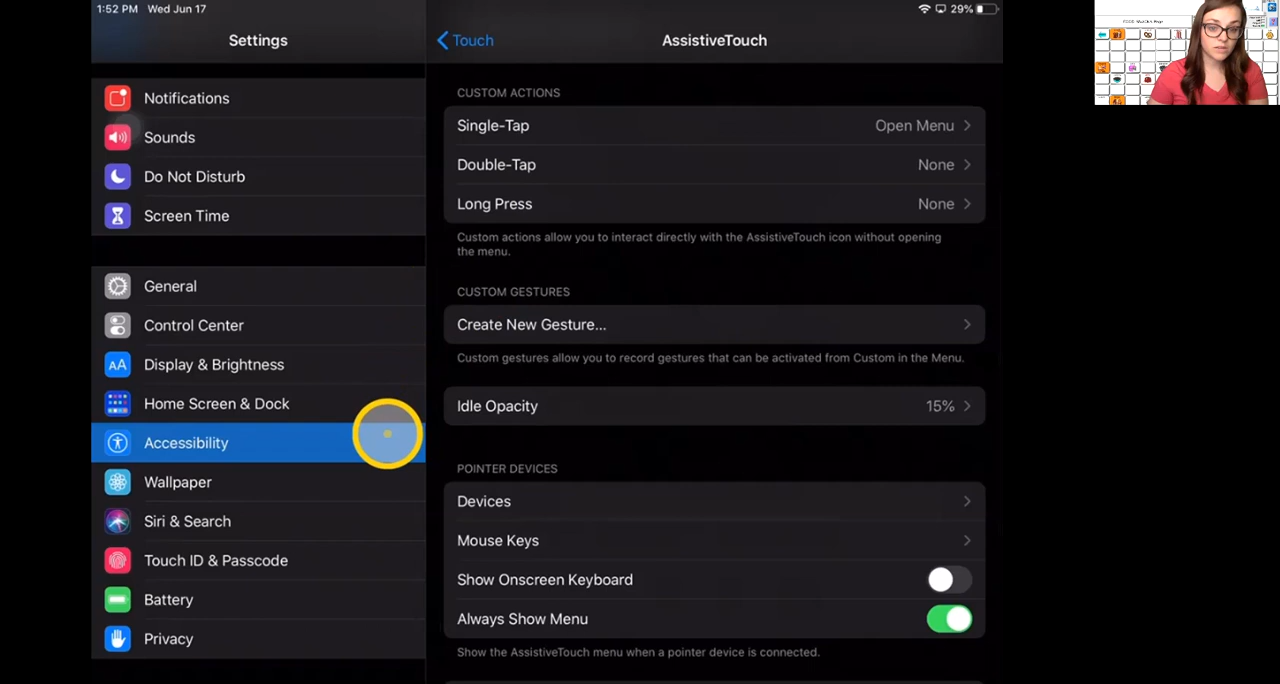 1:52 PM Wed Jun 17
29%
Settings
Touch
AssistiveTouch
Notifications
Sounds
Do Not Disturb
Screen Time
General
Control Center
Display & Brightness
Home Screen & Dock
Accessibility
Wallpaper
Siri & Search
Touch ID & Passcode
Battery
Privacy
CUSTOM ACTIONS
Single-Tap Open Menu
Double-Tap None
Long Press None
Custom actions allow you to interact directly with the AssistiveTouch icon without opening
the menu.
CUSTOM GESTURES
Create New Gesture...
Custom gestures allow you to record gestures that can be activated from Custom in the Menu.
Idle Opacity 15%
POINTER DEVICES
Devices
Mouse Keys
Show Onscreen Keyboard
Always Show Menu
Show the AssistiveTouch menu when a pointer device is connected.